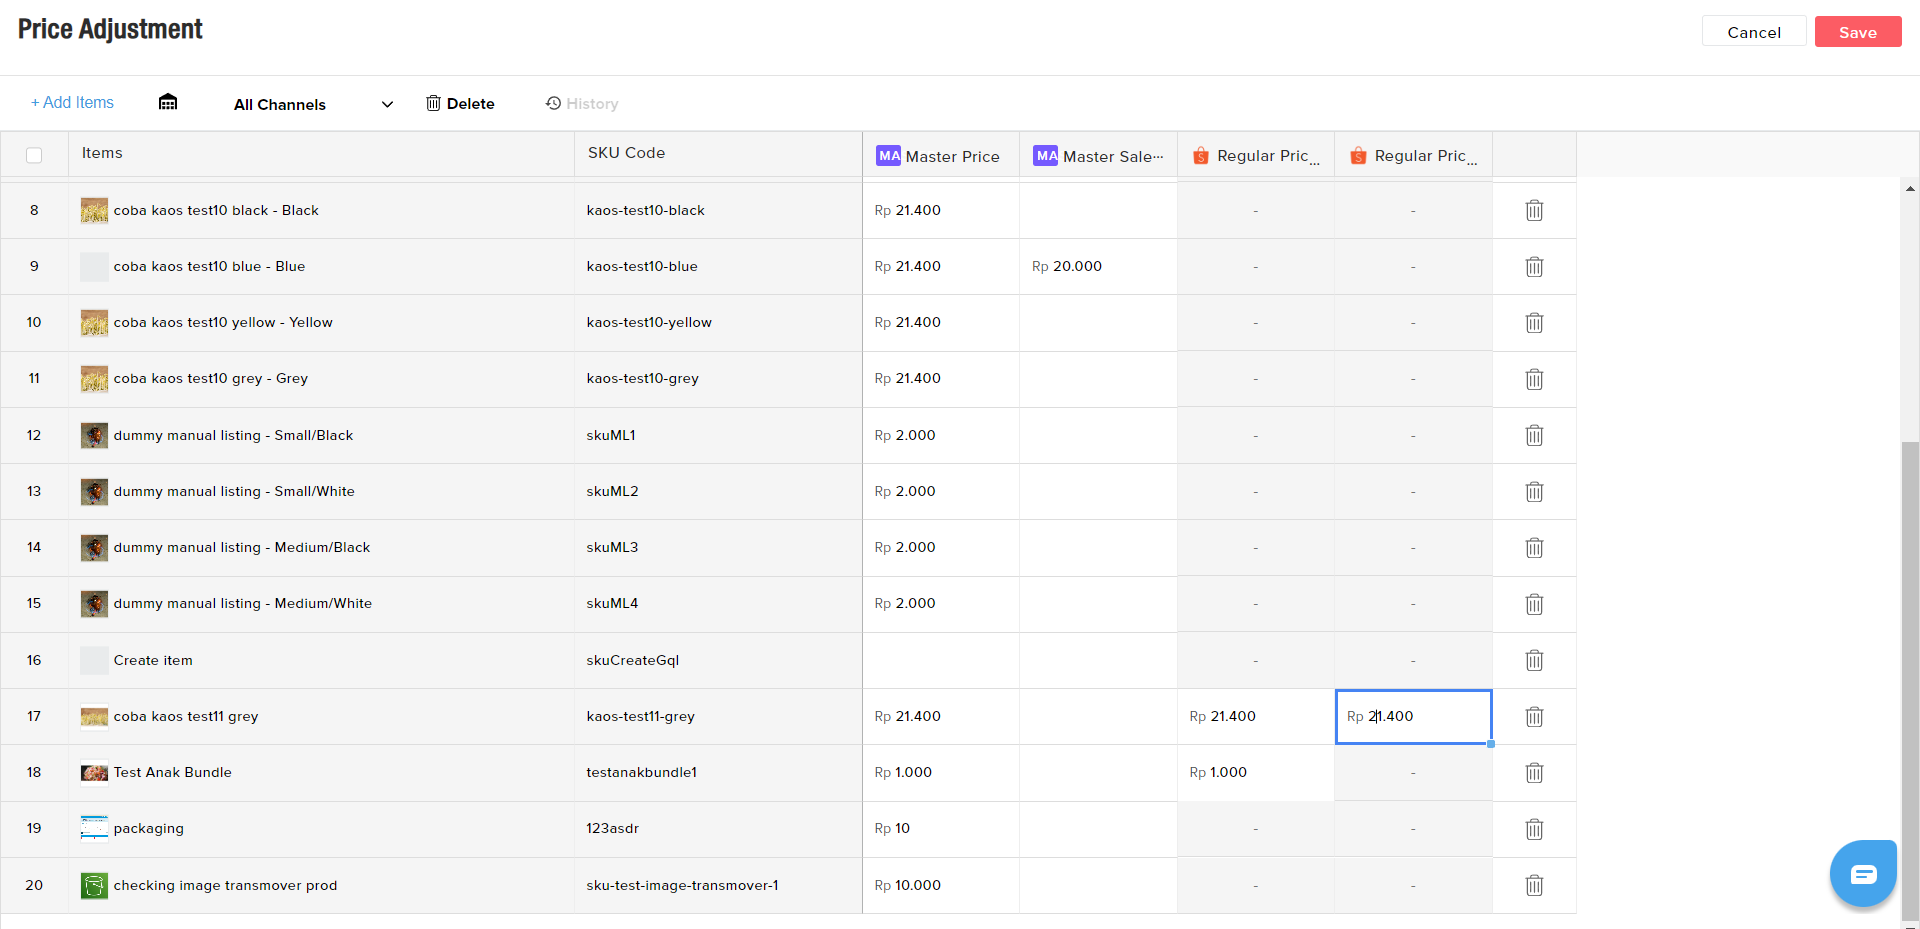 Price Adjustment
Cancel Save
+ Add Items All Channels Delete History
Items SKU Code MA Master Price MA Master Sale... Regular Pric... Regular Pric...
8 coba kaos test10 black - Black kaos-test10-black Rp 21.400 - -
9 coba kaos test10 blue - Blue kaos-test10-blue Rp 21.400 Rp 20.000 - -
10 coba kaos test10 yellow - Yellow kaos-test10-yellow Rp 21.400 - -
11 coba kaos test10 grey - Grey kaos-test10-grey Rp 21.400 - -
12 dummy manual listing - Small/Black skuML1 Rp 2.000 - -
13 dummy manual listing - Small/White skuML2 Rp 2.000 - -
14 dummy manual listing - Medium/Black skuML3 Rp 2.000 - -
15 dummy manual listing - Medium/White skuML4 Rp 2.000 - -
16 Create item skuCreateGql - -
17 coba kaos test11 grey kaos-test11-grey Rp 21.400 Rp 21.400 Rp 21.400
18 Test Anak Bundle testanakbundle1 Rp 1.000 Rp 1.000 -
19 packaging 123asdr Rp 10 - -
20 checking image transmover prod sku-test-image-transmover-1 Rp 10.000 - -